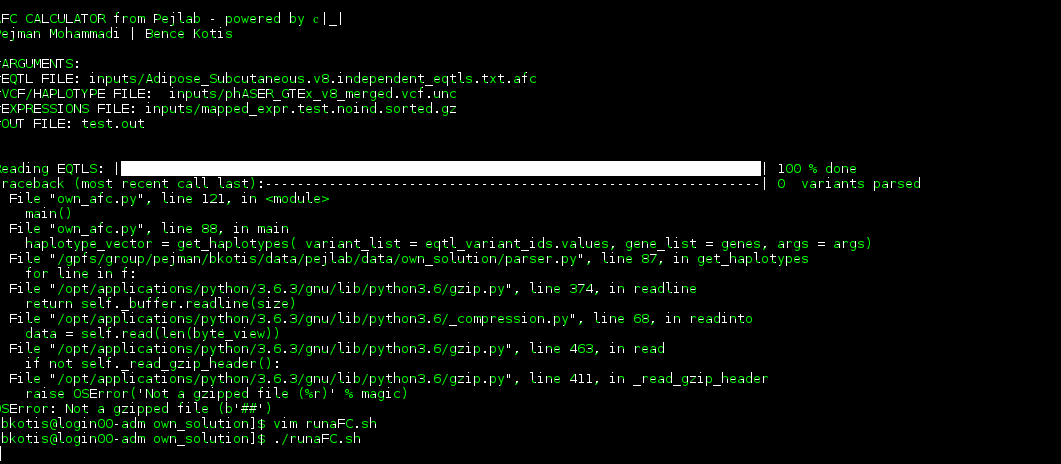 FC CALCULATOR from Pejlab - powered by c|_|
Pejman Mohammadi | Bence Kotis
ARGUMENTS:
EQTL FILE: inputs/Adipose_Subcutaneous.v8.independent_eqtls.txt.afc
VCF/HAPLOTYPE FILE:  inputs/phASER_GTEx_v8_merged.vcf.unc
EXPRESSIONS FILE: inputs/mapped_expr.test.noind.sorted.gz
OUT FILE: test.out
Reading EQTLS: | | 100 % done
raceback (most recent call last):--------------------------------------------------------------| 0  variants parsed
File "own_afc.py", line 121, in <module>
main()
File "own_afc.py", line 88, in main
haplotype_vector = get_haplotypes( variant_list = eqtl_variant_ids.values, gene_list = genes, args = args)
File "/gpfs/group/pejman/bkotis/data/pejlab/data/own_solution/parser.py", line 87, in get_haplotypes
for line in f:
File "/opt/applications/python/3.6.3/gnu/lib/python3.6/gzip.py", line 374, in readline
return self._buffer.readline(size)
File "/opt/applications/python/3.6.3/gnu/lib/python3.6/_compression.py", line 68, in readinto
data = self.read(len(byte_view))
File "/opt/applications/python/3.6.3/gnu/lib/python3.6/gzip.py", line 463, in read
if not self._read_gzip_header():
File "/opt/applications/python/3.6.3/gnu/lib/python3.6/gzip.py", line 411, in _read_gzip_header
raise OSError('Not a gzipped file (%r)' % magic)
OSError: Not a gzipped file (b'##')
bkotis@login00-adm own_solution]$ vim runaFC.sh
bkotis@login00-adm own_solution]$ ./runaFC.sh